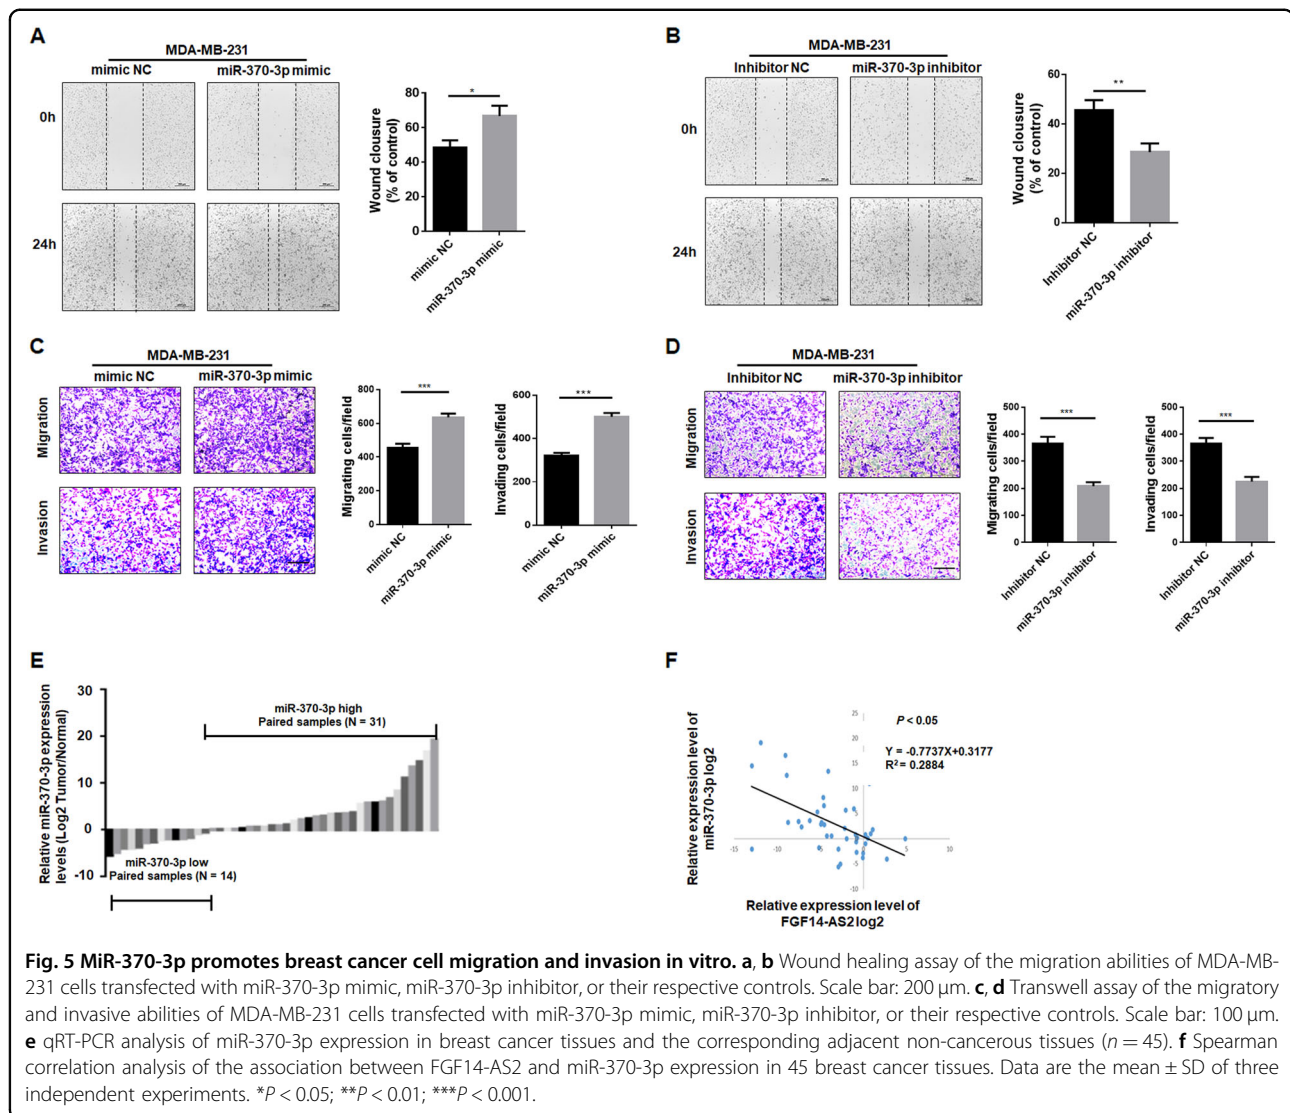 A
MDA-MB-231
mimic NC
miR-370-3p mimic
0h
24h
Wound clousure
(% of control)
80
60
40
20
0
*
mimic NC
miR-370-3p mimic
B
MDA-MB-231
Inhibitor NC
miR-370-3p inhibitor
0h
24h
Wound clousure
(% of control)
60
40
20
0
**
Inhibitor NC
miR-370-3p inhibitor
C
MDA-MB-231
mimic NC
miR-370-3p mimic
Migration
Invasion
Migrating cells/field
800
600
400
200
0
***
mimic NC
miR-370-3p mimic
Invading cells/field
600
400
200
0
***
mimic NC
miR-370-3p mimic
D
MDA-MB-231
Inhibitor NC
miR-370-3p inhibitor
Migration
Invasion
Migrating cells/field
500
400
300
200
100
0
***
Inhibitor NC
miR-370-3p inhibitor
Invading cells/field
500
400
300
200
100
0
***
Inhibitor NC
miR-370-3p inhibitor
E
Relative miR-370-3p expression
levels (Log2 Tumor/Normal)
30
20
10
0
-10
miR-370-3p high
Paired samples (N = 31)
miR-370-3p low
Paired samples (N = 14)
F
Relative expression level of
miR-370-3p log2
25
20
15
10
5
0
-5
-10
-15
-10
-5
0
5
10
P < 0.05
Y = -0.7737X+0.3177
R² = 0.2884
Relative expression level of
FGF14-AS2 log2
Fig. 5 MiR-370-3p promotes breast cancer cell migration and invasion in vitro. a, b Wound healing assay of the migration abilities of MDA-MB-
231 cells transfected with miR-370-3p mimic, miR-370-3p inhibitor, or their respective controls. Scale bar: 200 μm. c, d Transwell assay of the migratory
and invasive abilities of MDA-MB-231 cells transfected with miR-370-3p mimic, miR-370-3p inhibitor, or their respective controls. Scale bar: 100 μm.
e qRT-PCR analysis of miR-370-3p expression in breast cancer tissues and the corresponding adjacent non-cancerous tissues (n = 45). f Spearman
correlation analysis of the association between FGF14-AS2 and miR-370-3p expression in 45 breast cancer tissues. Data are the mean ± SD of three
independent experiments. *P < 0.05; **P < 0.01; ***P < 0.001.